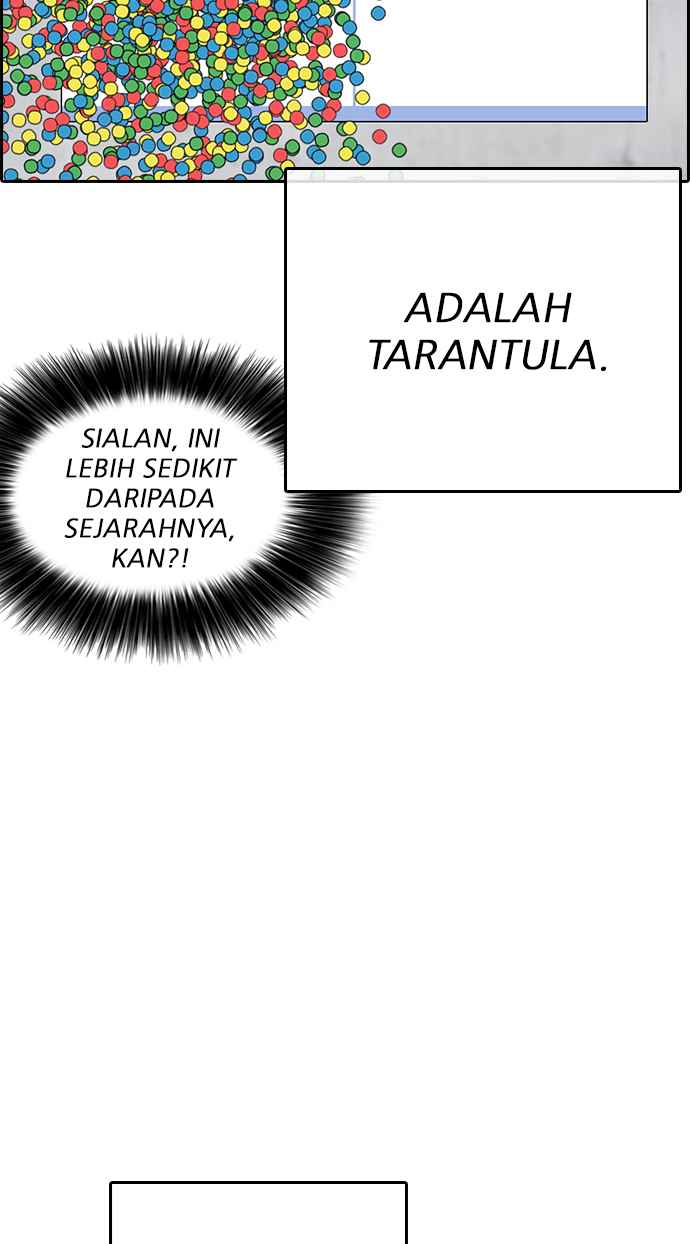 ADALAH
TARANTULA.
SIALAN, INI
LEBIH SEDIKIT
DARIPADA
SEJARAHNYA,
KAN?!